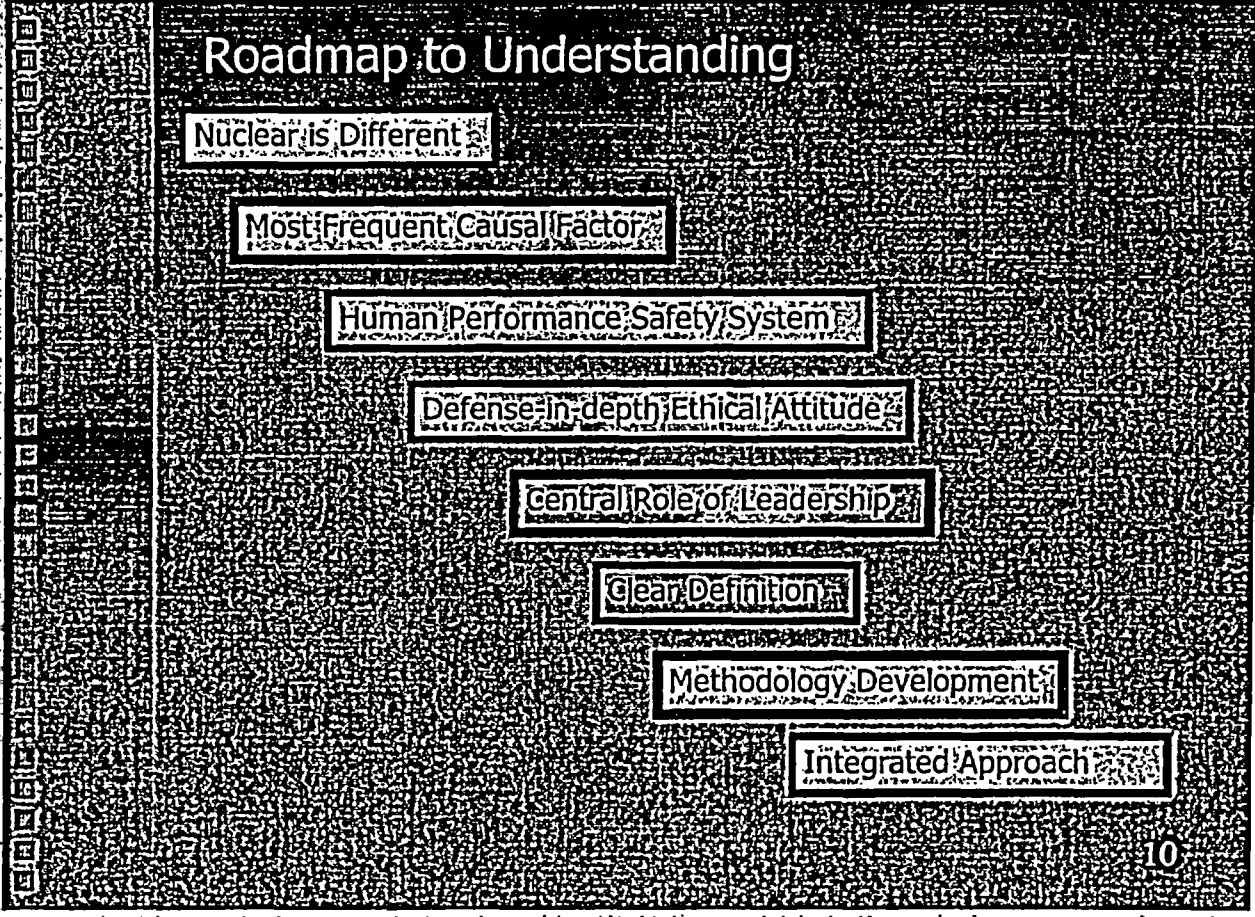 Roadmap to Understanding
Nuclear is Different
Most Frequent Causal Factor
Human Performance Safety System
Defense-in-depth Ethical Attitude
Central Role of Leadership
Clear Definition
Methodology Development
Integrated Approach
10